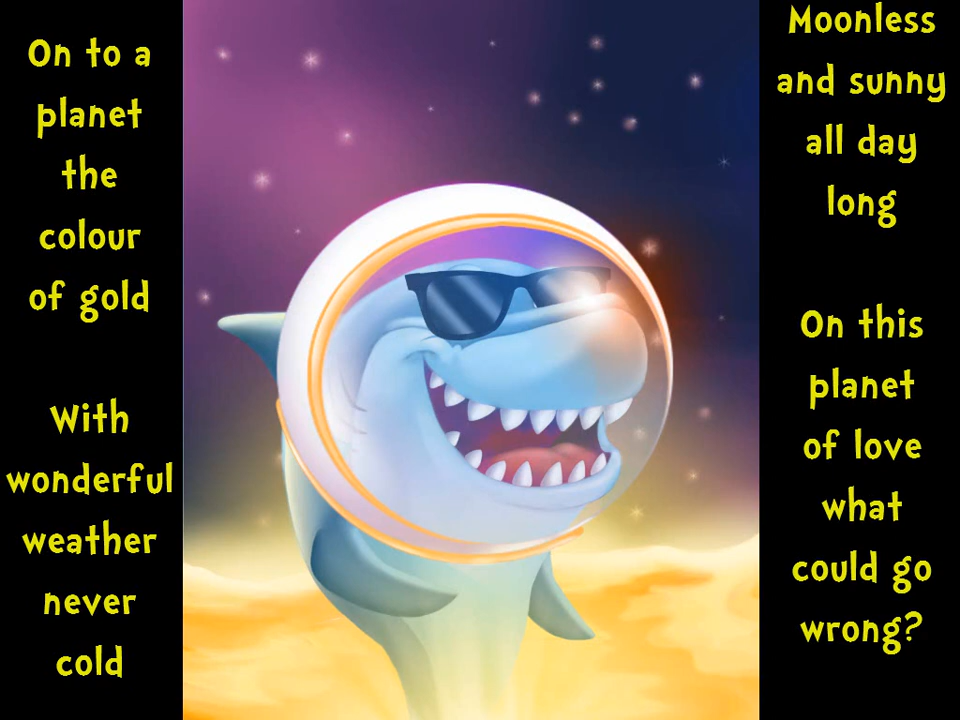 On to a
planet
the
colour
of gold
With
wonderful
weather
never
cold
Moonless
and sunny
all day
long
On this
planet
of love
what
could go
wrong?